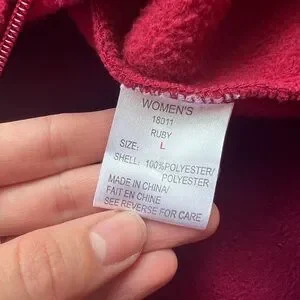 WOMEN'S
18011
RUBY
SIZE: L
SHELL: 100%POLYESTER/
POLYESTER
MADE IN CHINA/
FAIT EN CHINE
SEE REVERSE FOR CARE